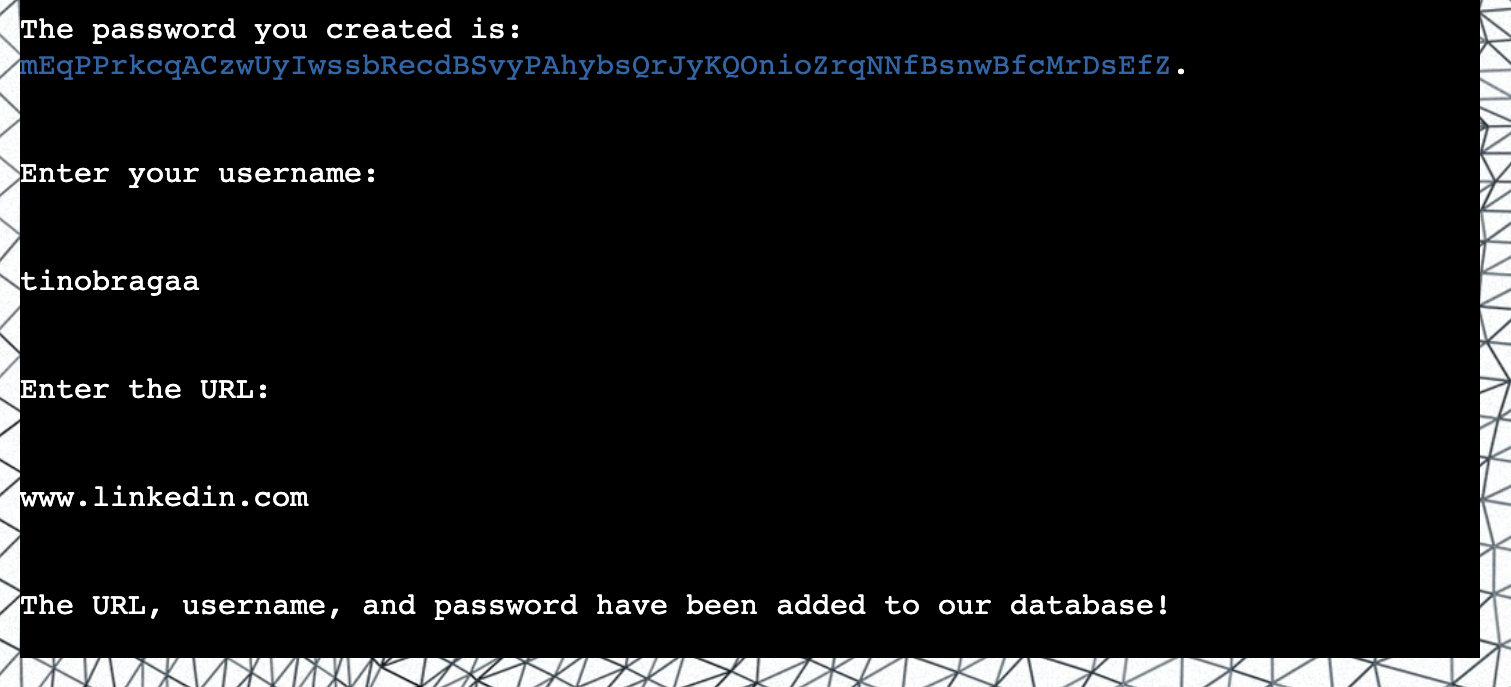 The password you created is:
mEqPPrkcqACzwUyIwssbRecdBSvyPAhybsQrJyKQOnioZrqNNfBsnwBfcMrDsEfZ.
Enter your username:
tinobragaa
Enter the URL:
www.linkedin.com
The URL, username, and password have been added to our database!